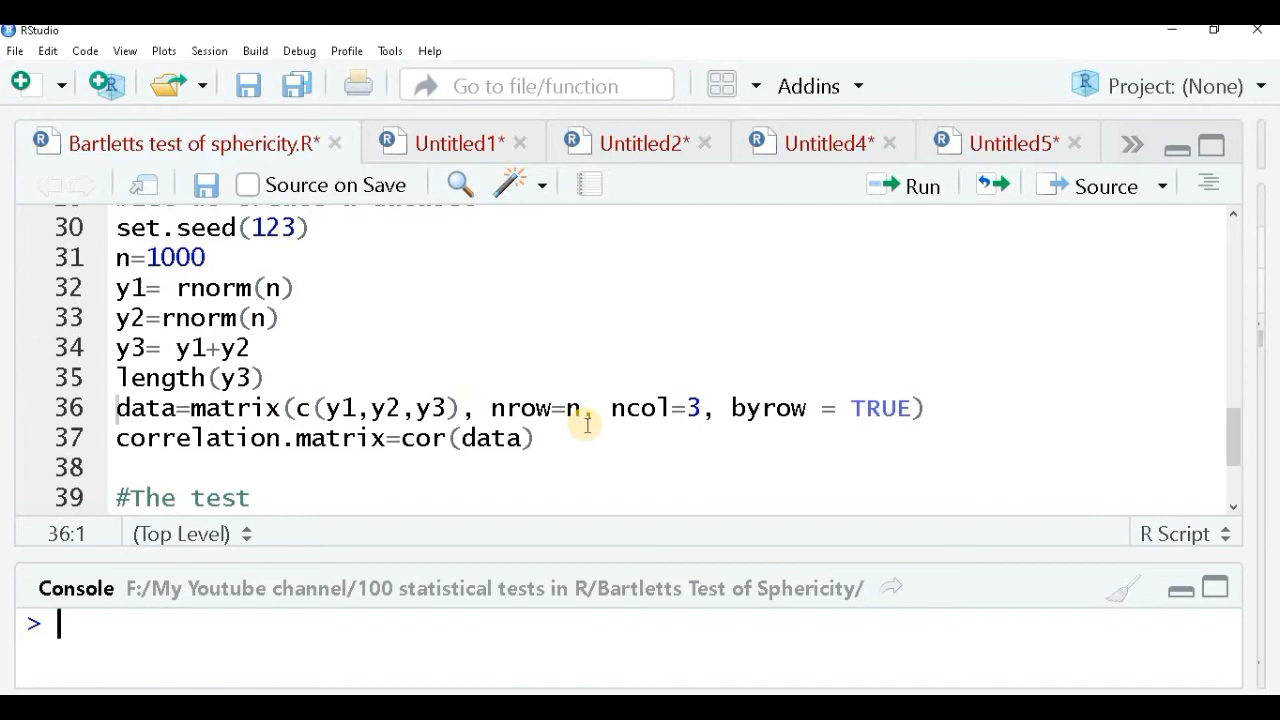 RStudio
File Edit Code View Plots Session Build Debug Profile Tools Help
Go to file/function Addins Project: (None)
Bartletts test of sphericity.R* Untitled1* Untitled2* Untitled4* Untitled5*
Source on Save Run Source
30 set.seed(123)
31 n=1000
32 y1= rnorm(n)
33 y2=rnorm(n)
34 y3= y1+y2
35 length(y3)
36 data=matrix(c(y1,y2,y3), nrow=n, ncol=3, byrow = TRUE)
37 correlation.matrix=cor(data)
38
39 #The test
36:1 (Top Level) R Script
Console F:/My Youtube channel/100 statistical tests in R/Bartletts Test of Sphericity/
>